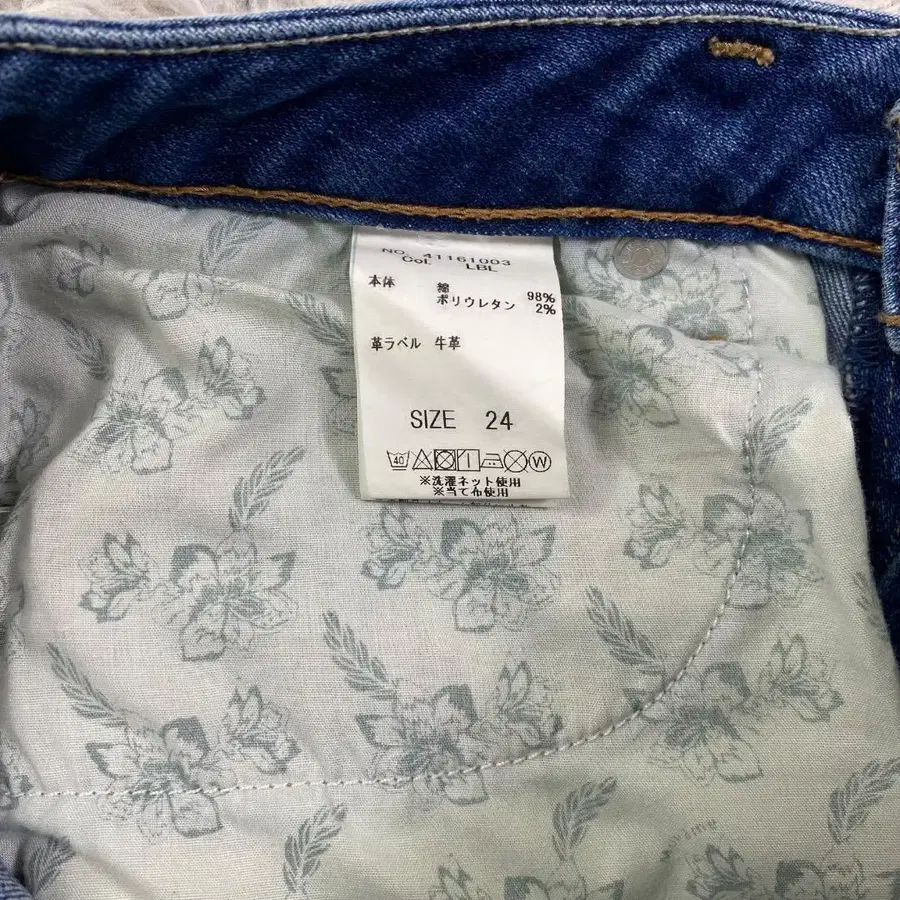 NO. 41161003
Col. LBL
本体 綿 98%
ポリウレタン 2%
革ラベル 牛革
SIZE 24
40 W
※洗濯ネット使用
※当て布使用